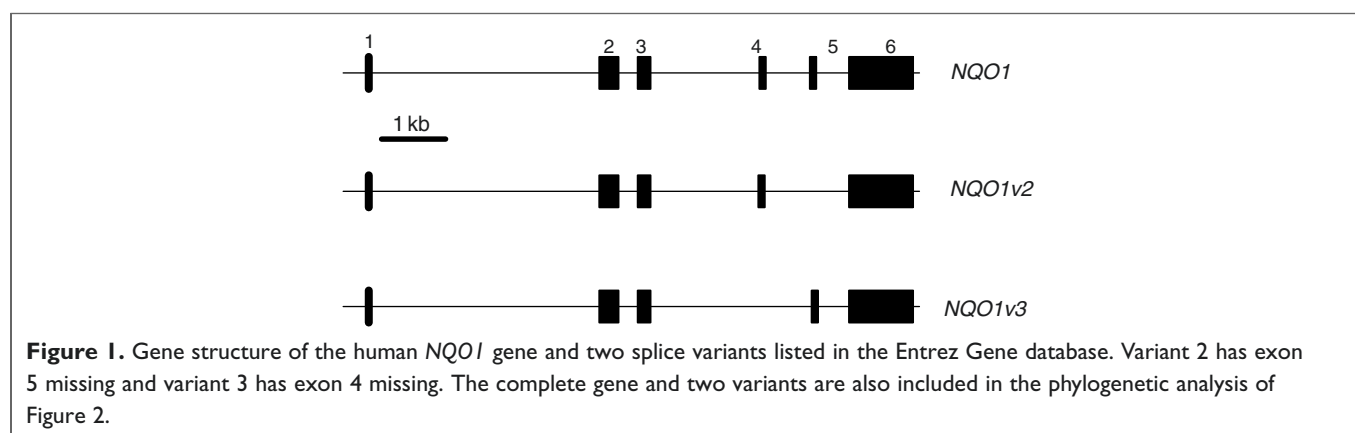 1 2 3 4 5 6
NQO1
1 kb
NQO1v2
NQO1v3
Figure 1. Gene structure of the human NQO1 gene and two splice variants listed in the Entrez Gene database. Variant 2 has exon
5 missing and variant 3 has exon 4 missing. The complete gene and two variants are also included in the phylogenetic analysis of
Figure 2.